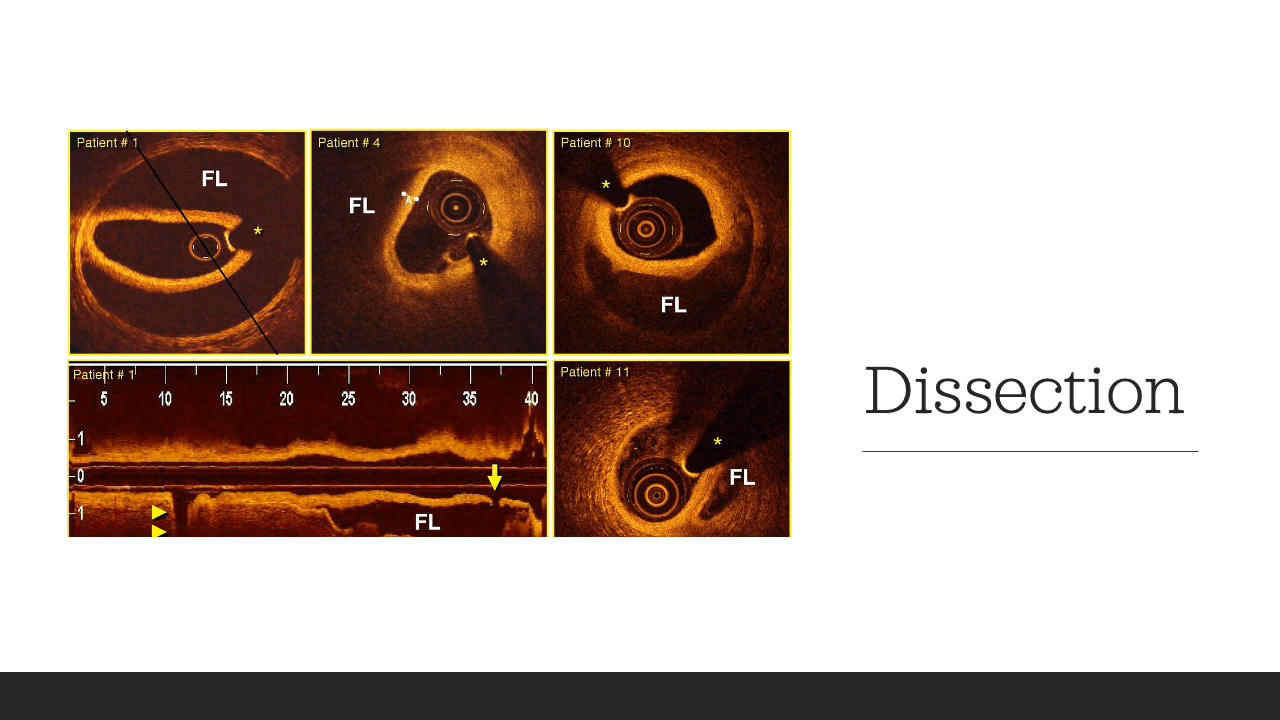 Patient # 1
FL
*
Patient # 4
FL
A
*
Patient # 10
*
FL
Patient # 1
5 10 15 20 25 30 35 40
1
0
1
FL
Patient # 11
*
FL
Dissection